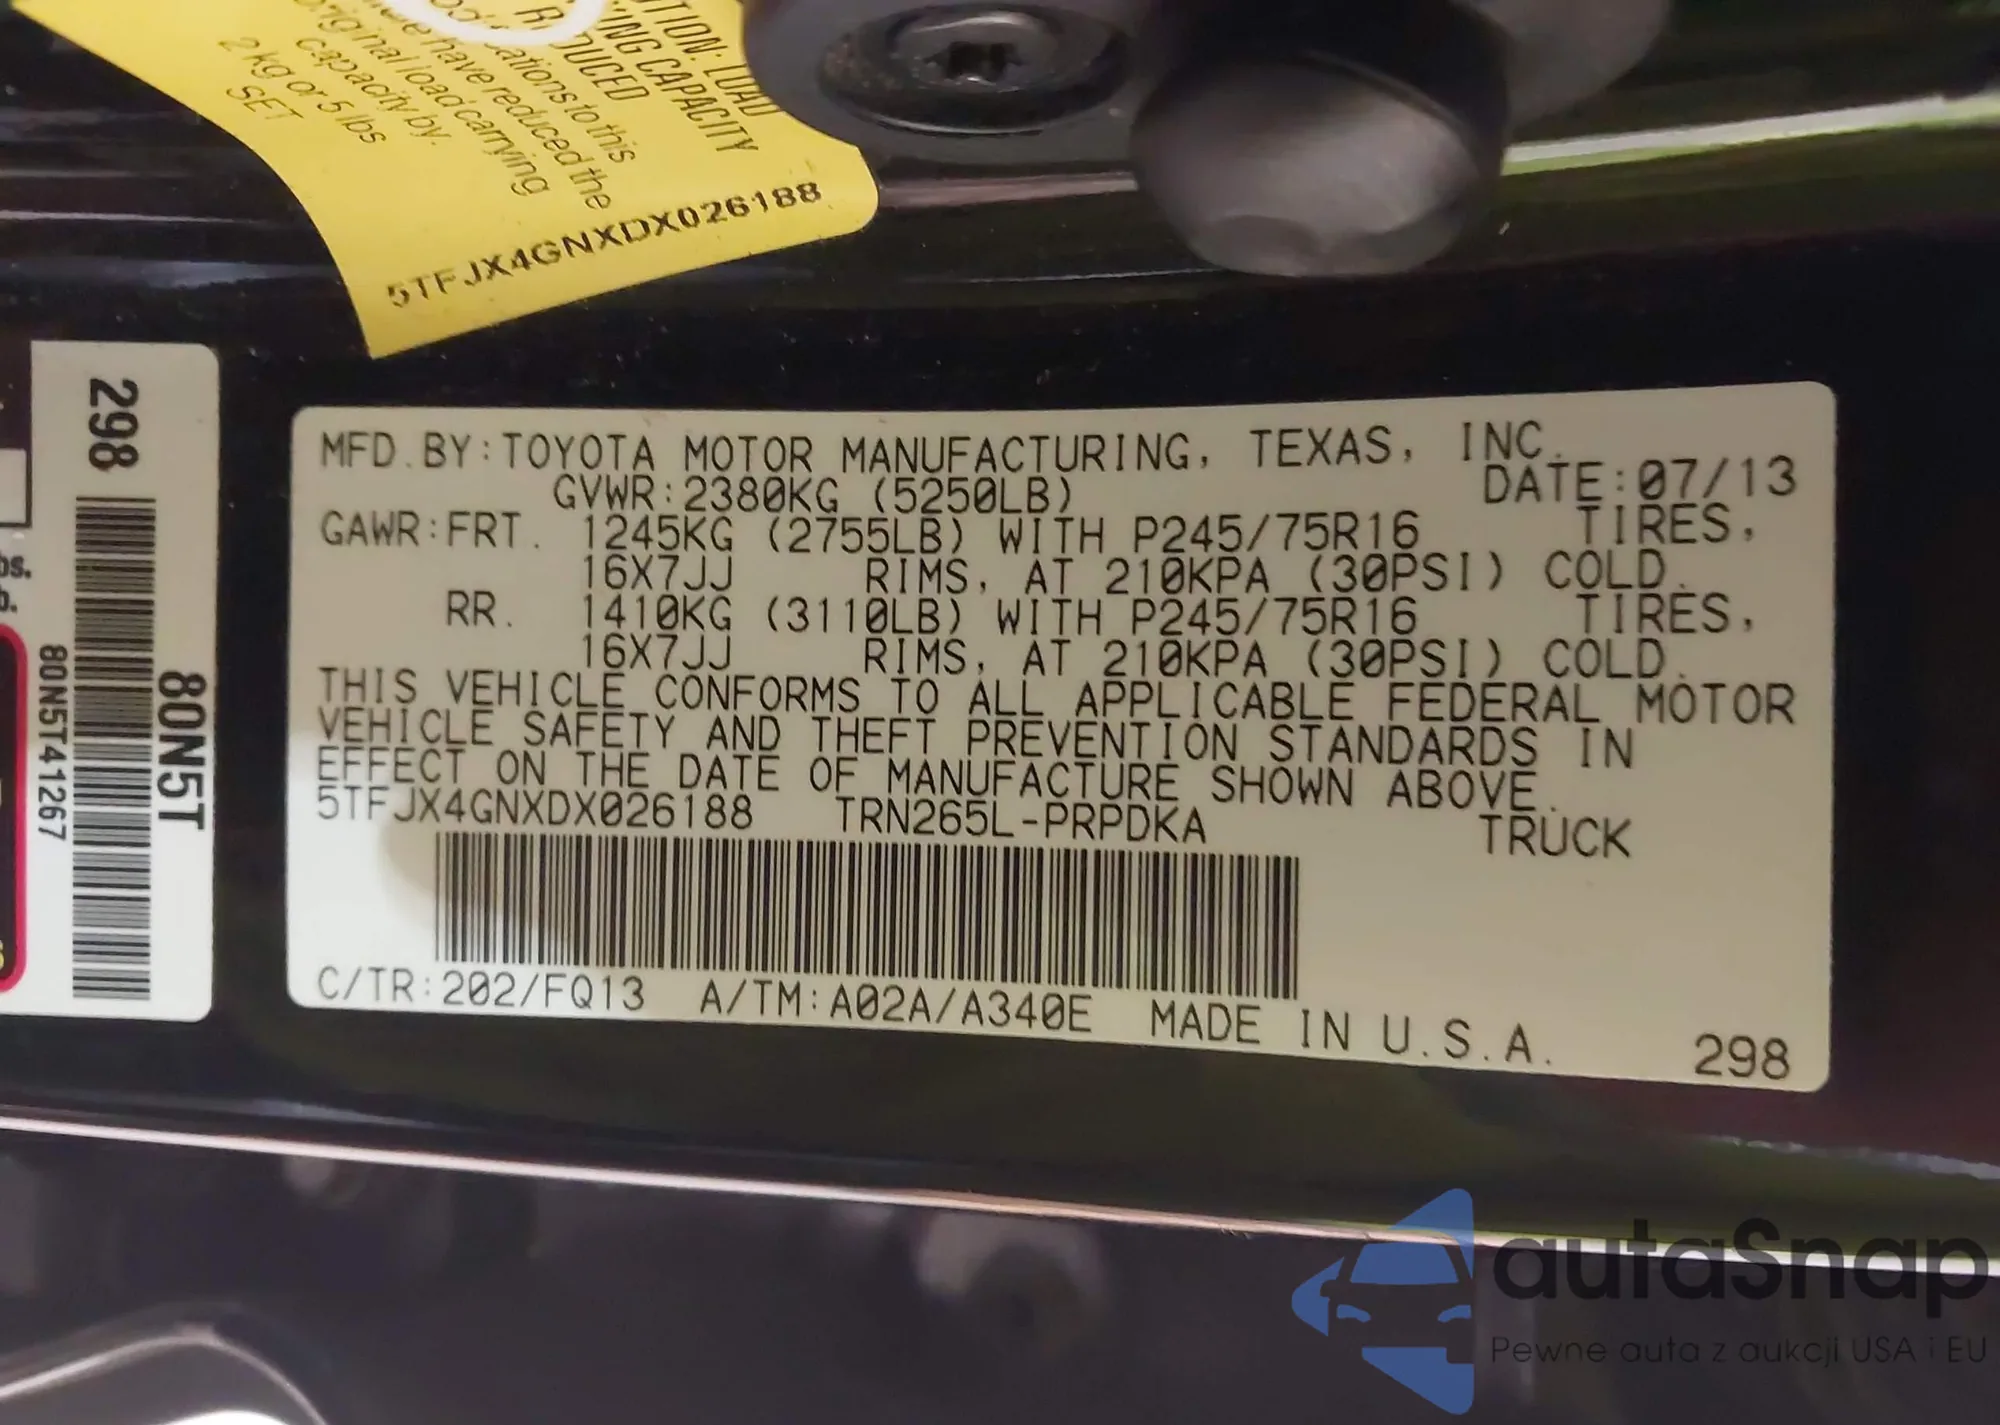 UTION: LOAD
YING CAPACITY
R DUCED
ations to this
have reduced the
original load carrying
capacity by.
2 kg or 5 lbs
SET
5TFJX4GNXDX026188
298
80N5T
80N5T41267
MFD.BY:TOYOTA MOTOR MANUFACTURING, TEXAS, INC.
DATE:07/13
GVWR:2380KG (5250LB)
GAWR:FRT. 1245KG (2755LB) WITH P245/75R16 TIRES,
16X7JJ RIMS, AT 210KPA (30PSI) COLD.
RR. 1410KG (3110LB) WITH P245/75R16 TIRES,
16X7JJ RIMS, AT 210KPA (30PSI) COLD.
THIS VEHICLE CONFORMS TO ALL APPLICABLE FEDERAL MOTOR
VEHICLE SAFETY AND THEFT PREVENTION STANDARDS IN
EFFECT ON THE DATE OF MANUFACTURE SHOWN ABOVE.
5TFJX4GNXDX026188 TRN265L-PRPDKA TRUCK
C/TR:202/FQ13 A/TM:A02A/A340E MADE IN U.S.A.
298
autaSnap
Pewne auta z aukcji USA i EU